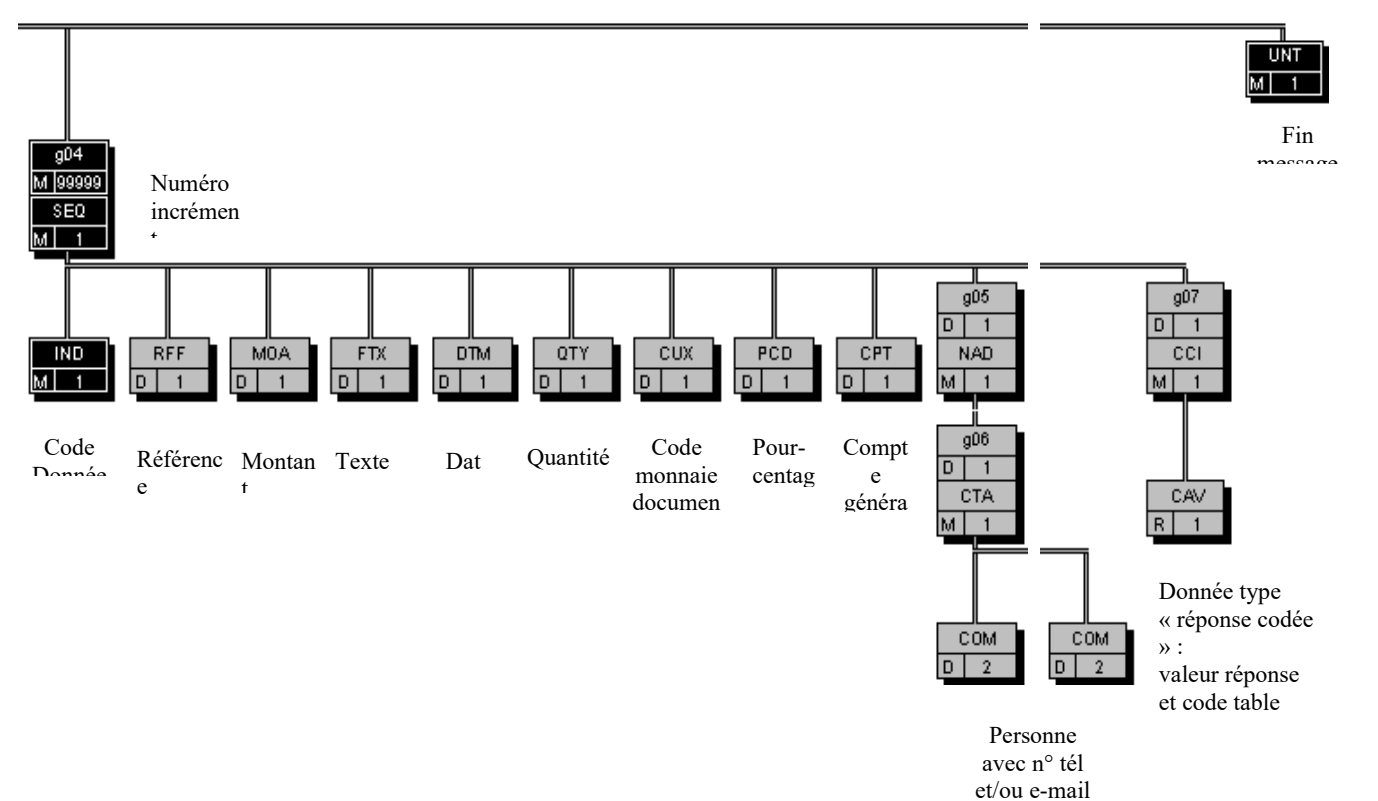 UNT
M 1
Fin
message
g04
M 99999
SEQ
M 1
Numéro
incrémen
t
IND
M 1
RFF
D 1
MOA
D 1
FTX
D 1
DTM
D 1
QTY
D 1
CUX
D 1
PCD
D 1
CPT
D 1
g05
D 1
NAD
M 1
g07
D 1
CCI
M 1
Code
Donnée
Référenc
e
Montan
t
Texte
Dat
Quantité
Code
monnaie
documen
Pour-
centag
Compt
e
généra
g06
D 1
CTA
M 1
CAV
R 1
COM
D 2
COM
D 2
Donnée type
« réponse codée
» :
valeur réponse
et code table
Personne
avec n° tél
et/ou e-mail